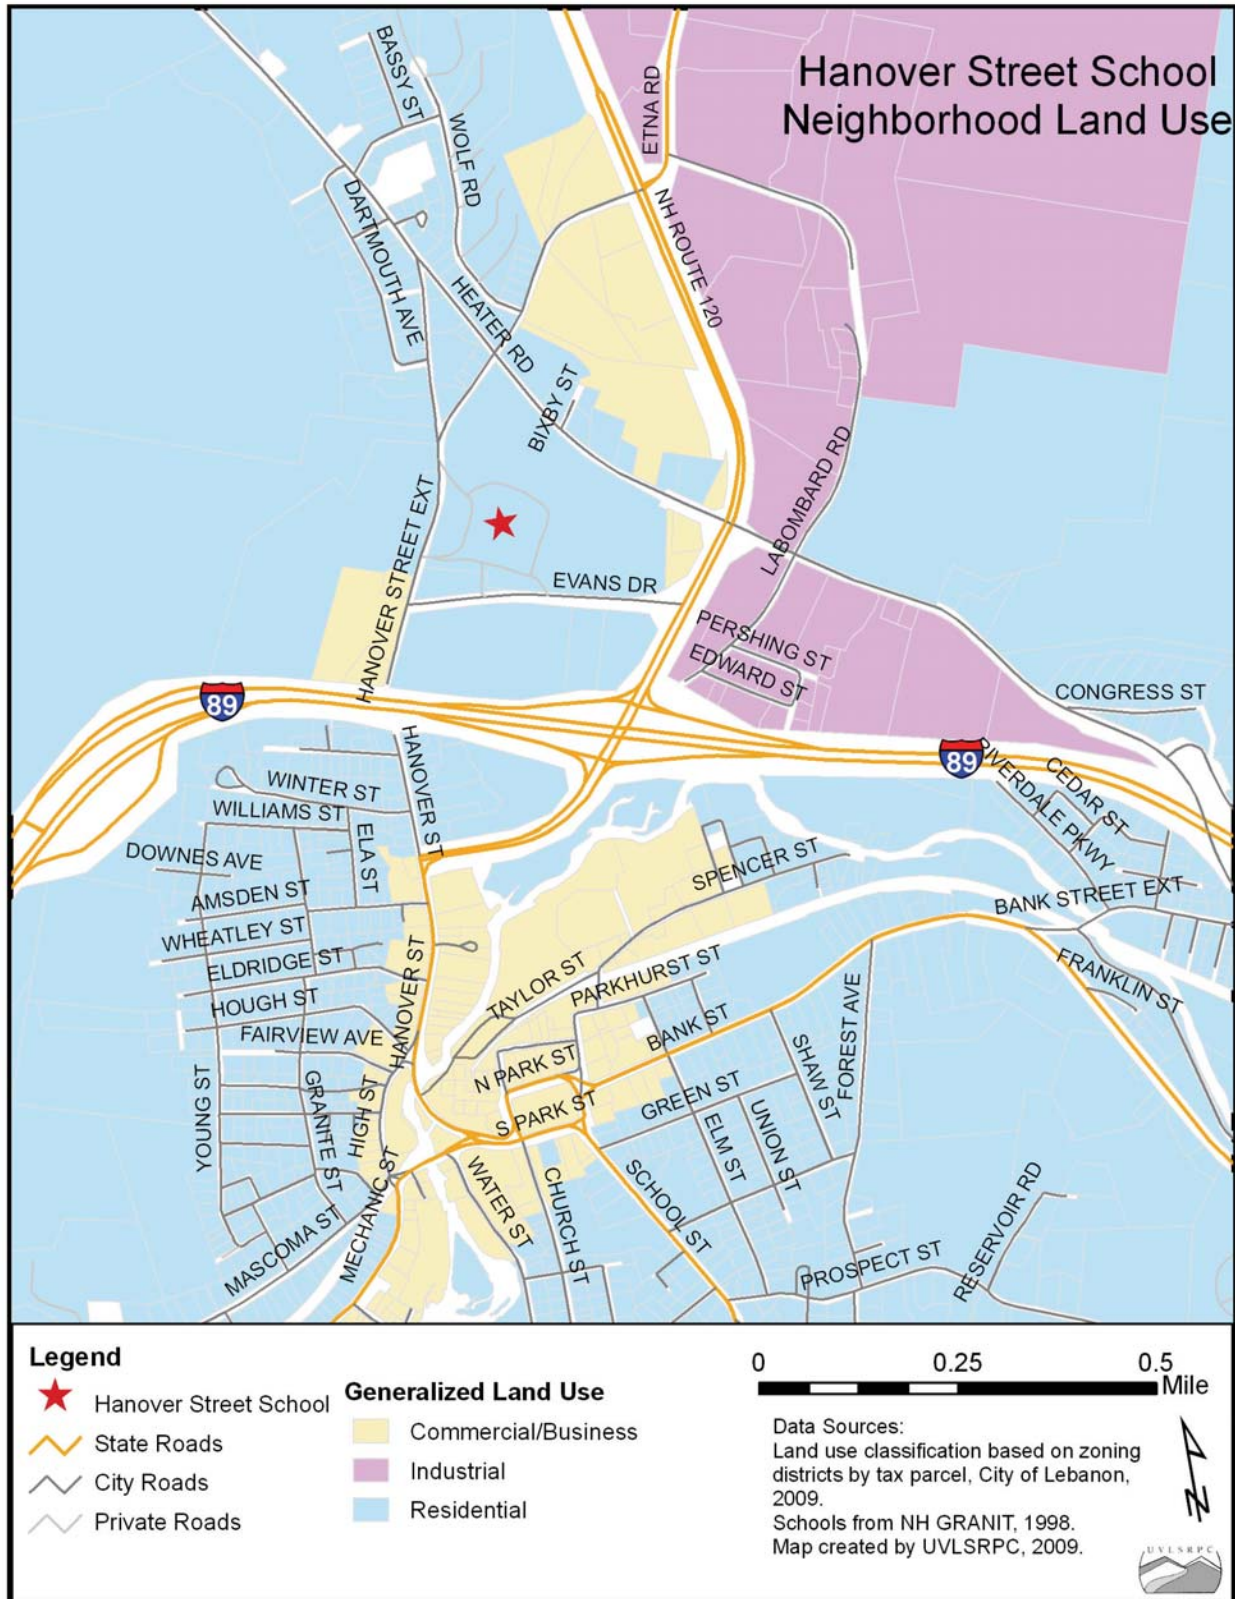 Hanover Street School
Neighborhood Land Use
BASSY ST
WOLF RD
ETNA RD
DARTMOUTH AVE
HEATER RD
NH ROUTE 120
BIXBY ST
LABOMBARD RD
HANOVER STREET EXT
EVANS DR
PERSHING ST
EDWARD ST
CONGRESS ST
89
89
HANOVER ST
RIVERDALE PKWY
CEDAR ST
WINTER ST
WILLIAMS ST
ELA ST
DOWNES AVE
SPENCER ST
AMSDEN ST
BANK STREET EXT
WHEATLEY ST
ELDRIDGE ST
HANOVER ST
TAYLOR ST
PARKHURST ST
FRANKLIN ST
HOUGH ST
FAIRVIEW AVE
BANK ST
FOREST AVE
SHAW ST
N PARK ST
GREEN ST
YOUNG ST
GRANITE ST
HIGH ST
S PARK ST
UNION ST
ELM ST
MECHANIC ST
WATER ST
CHURCH ST
SCHOOL ST
MASCOMA ST
PROSPECT ST
RESERVOIR RD
Legend
Hanover Street School
State Roads
City Roads
Private Roads
Generalized Land Use
Commercial/Business
Industrial
Residential
0 0.25 0.5
Mile
Data Sources:
Land use classification based on zoning
districts by tax parcel, City of Lebanon,
2009.
Schools from NH GRANIT, 1998.
Map created by UVLSRPC, 2009.
N
UVLSRPC